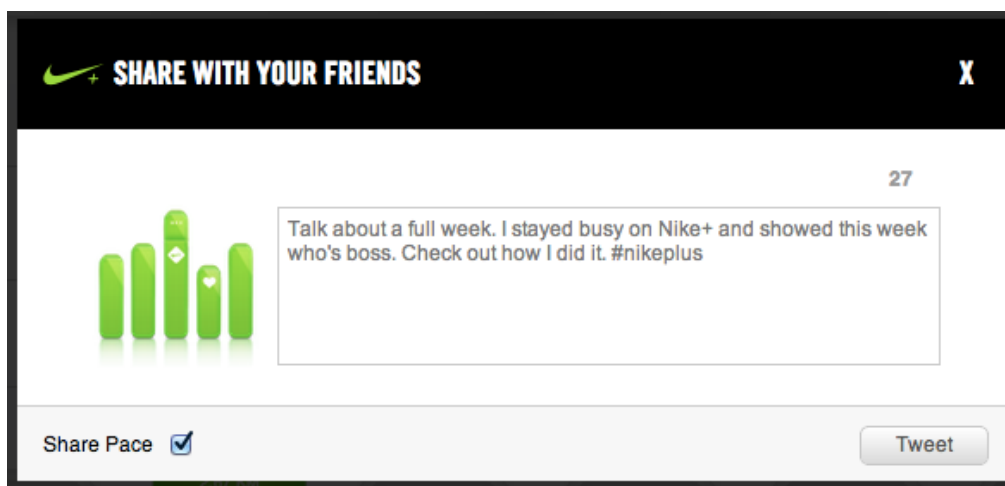 SHARE WITH YOUR FRIENDS
X
27
Talk about a full week. I stayed busy on Nike+ and showed this week
who's boss. Check out how I did it. #nikeplus
Share Pace
Tweet